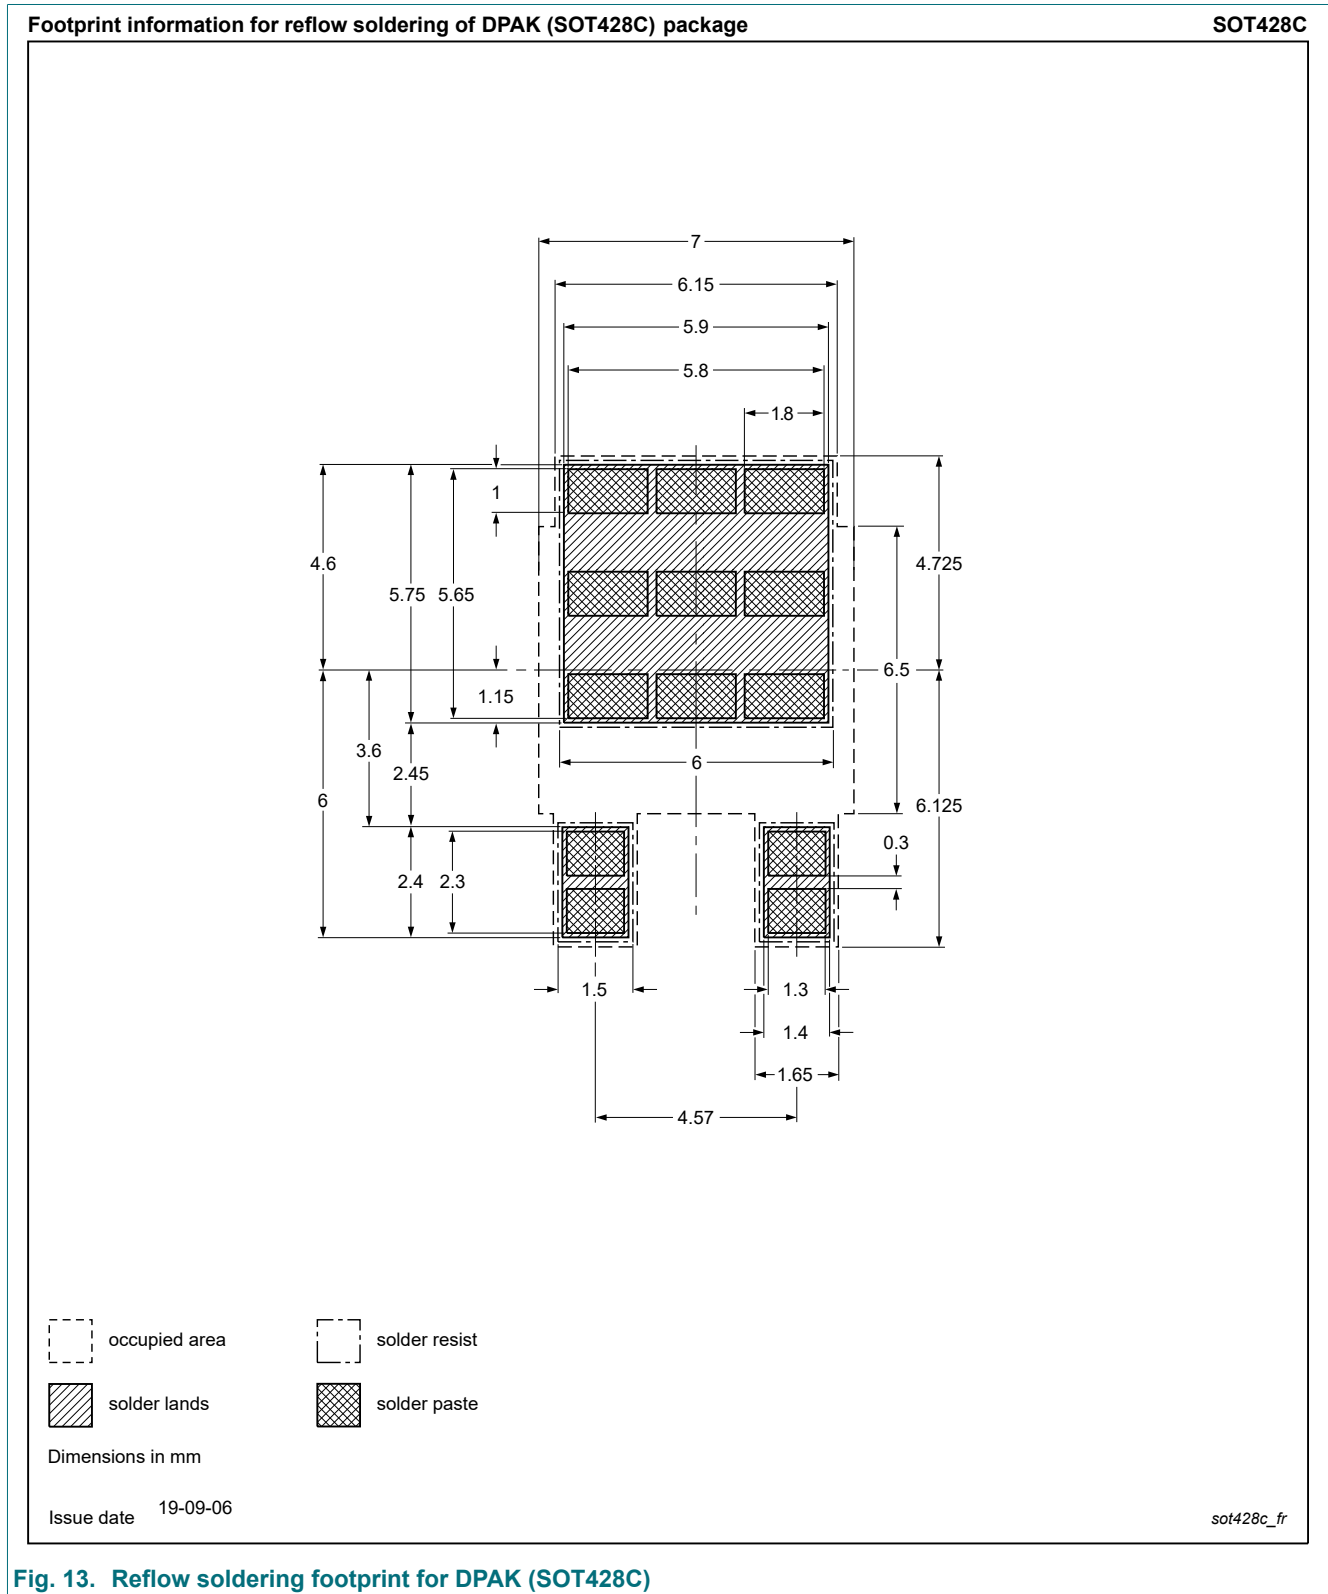 Footprint information for reflow soldering of DPAK (SOT428C) package SOT428C
7
6.15
5.9
5.8
1.8
1
4.6
4.725
5.75 5.65
6.5
1.15
3.6
2.45
6
6
6.125
0.3
2.4 2.3
1.5
1.3
1.4
1.65
4.57
occupied area
solder resist
solder lands
solder paste
Dimensions in mm
Issue date 19-09-06
sot428c_fr
Fig. 13. Reflow soldering footprint for DPAK (SOT428C)